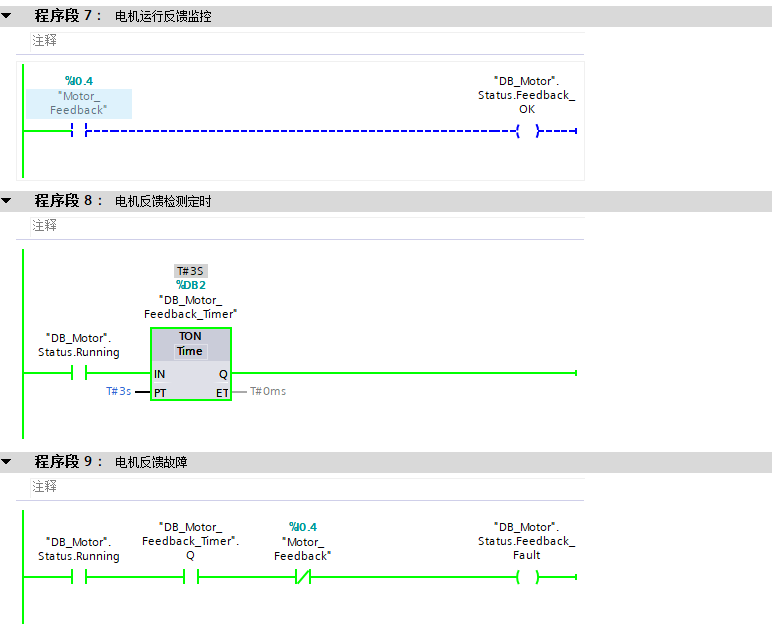 程序段 7： 电机运行反馈监控
注释
%I0.4
"Motor_
Feedback"
"DB_Motor".
Status.Feedback_
OK
程序段 8： 电机反馈检测定时
注释
T#3S
%DB2
"DB_Motor_
Feedback_Timer"
"DB_Motor".
Status.Running
TON
Time
IN
Q
T#3s
PT
ET
T#0ms
程序段 9： 电机反馈故障
注释
"DB_Motor".
Status.Running
"DB_Motor_
Feedback_Timer".
Q
%I0.4
"Motor_
Feedback"
"DB_Motor".
Status.Feedback_
Fault